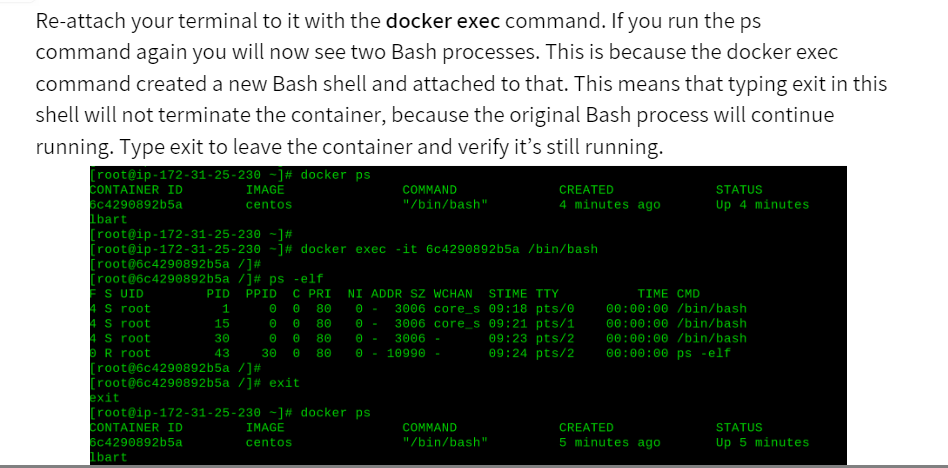 Re-attach your terminal to it with the docker exec command. If you run the ps
command again you will now see two Bash processes. This is because the docker exec
command created a new Bash shell and attached to that. This means that typing exit in this
shell will not terminate the container, because the original Bash process will continue
running. Type exit to leave the container and verify it's still running.
[root@ip-172-31-25-230 ~]# docker ps
CONTAINER ID IMAGE COMMAND CREATED STATUS
6c4290892b5a centos "/bin/bash" 4 minutes ago Up 4 minutes
lbart
[root@ip-172-31-25-230 ~]#
[root@ip-172-31-25-230 ~]# docker exec -it 6c4290892b5a /bin/bash
[root@6c4290892b5a /]#
[root@6c4290892b5a /]# ps -elf
F S UID PID PPID C PRI NI ADDR SZ WCHAN STIME TTY TIME CMD
4 S root 1 0 0 80 0 - 3006 core_s 09:18 pts/0 00:00:00 /bin/bash
4 S root 15 0 0 80 0 - 3006 core_s 09:21 pts/1 00:00:00 /bin/bash
4 S root 30 0 0 80 0 - 3006 - 09:23 pts/2 00:00:00 /bin/bash
0 R root 43 30 0 80 0 - 10990 - 09:24 pts/2 00:00:00 ps -elf
[root@6c4290892b5a /]#
[root@6c4290892b5a /]# exit
exit
[root@ip-172-31-25-230 ~]# docker ps
CONTAINER ID IMAGE COMMAND CREATED STATUS
6c4290892b5a centos "/bin/bash" 5 minutes ago Up 5 minutes
lbart